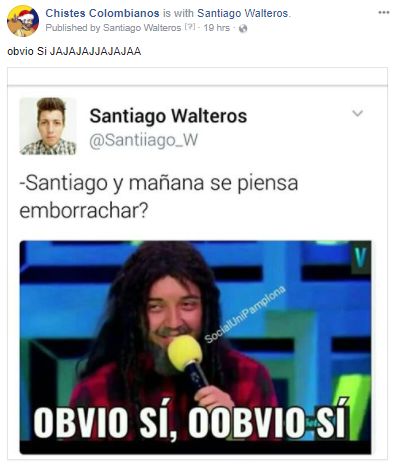 Chistes Colombianos is with Santiago Walteros.
Published by Santiago Walteros [?] · 19 hrs ·
obvio Si JAJAJAJJAJAJAA
Santiago Walteros
@Santiiago_W
-Santiago y mañana se piensa
emborrachar?
V
SocialUniPamplona
OBVIO SÍ, OOBVIO SÍ